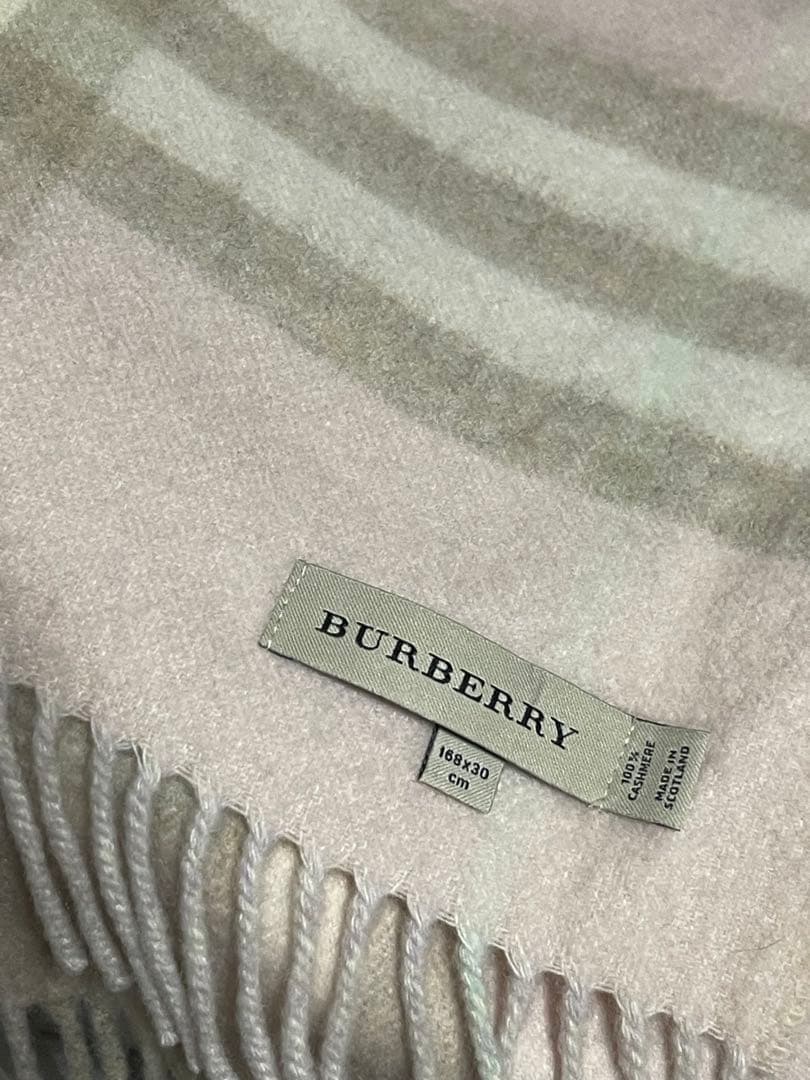 BURBERRY
168x30
cm
100%
CASHMERE
MADE IN
SCOTLAND